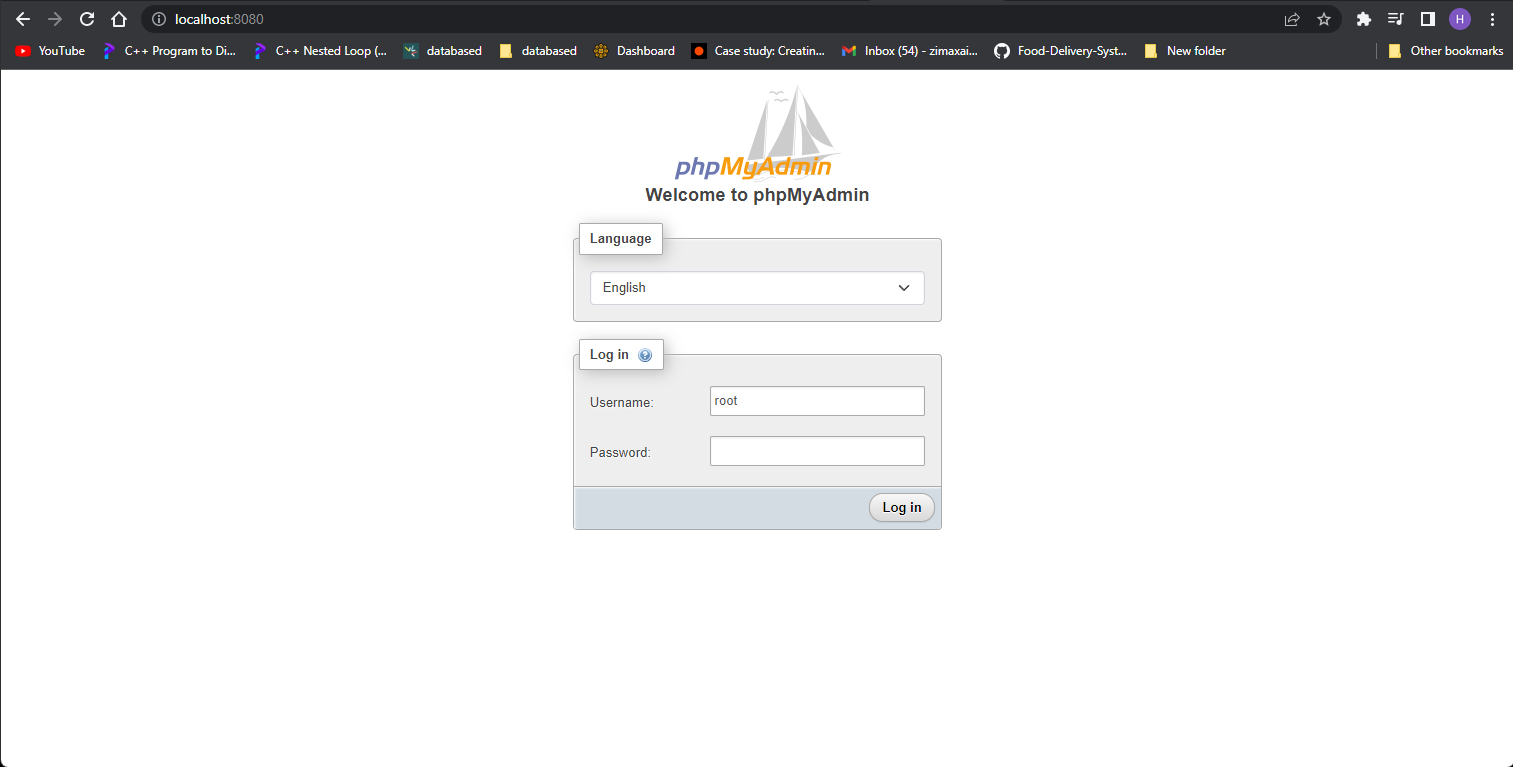 localhost:8080
H
YouTube
C++ Program to Di...
C++ Nested Loop (...
databased
databased
Dashboard
Case study: Creatin...
Inbox (54) - zimaxai...
Food-Delivery-Syst...
New folder
Other bookmarks
phpMyAdmin
Welcome to phpMyAdmin
Language
English
Log in ?
Username:
root
Password:
Log in